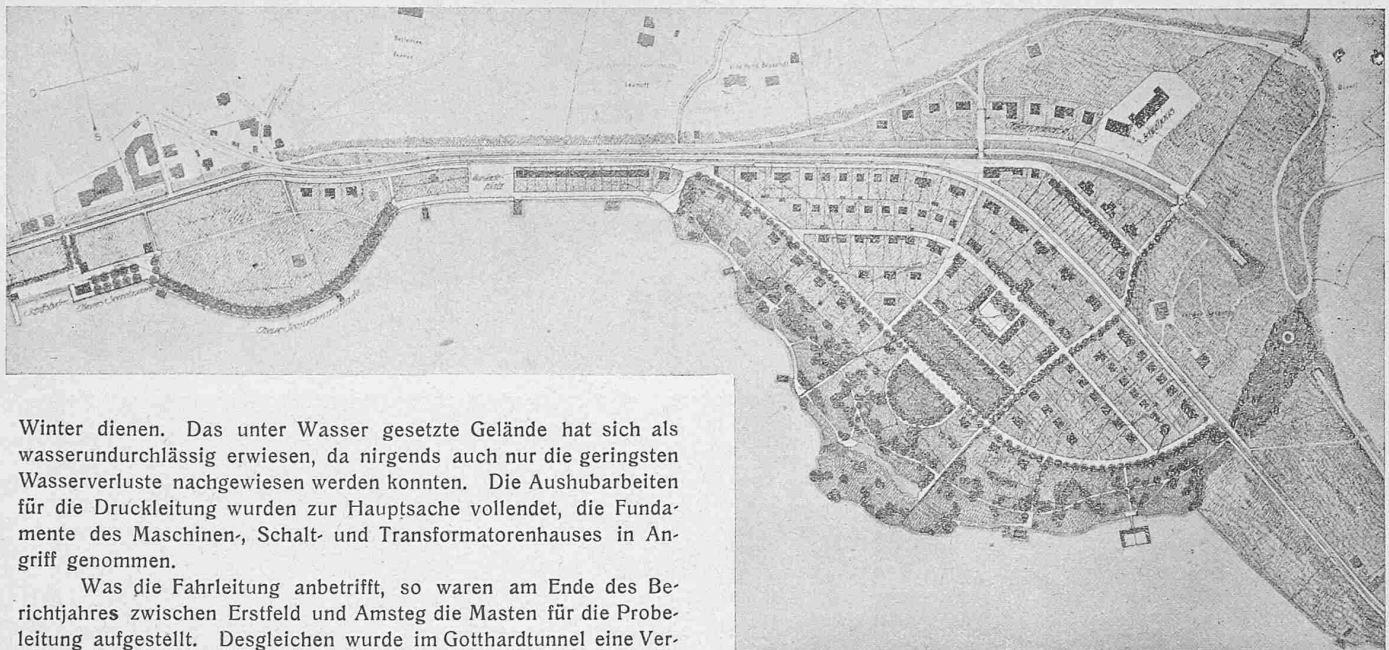 N
W
O
S
Winter dienen. Das unter Wasser gesetzte Gelände hat sich als
wasserundurchlässig erwiesen, da nirgends auch nur die geringsten
Wasserverluste nachgewiesen werden konnten. Die Aushubarbeiten
für die Druckleitung wurden zur Hauptsache vollendet, die Funda-
mente des Maschinen-, Schalt- und Transformatorenhauses in An-
griff genommen.
Was die Fahrleitung anbetrifft, so waren am Ende des Be-
richtjahres zwischen Erstfeld und Amsteg die Masten für die Probe-
leitung aufgestellt. Desgleichen wurde im Gotthardtunnel eine Ver-